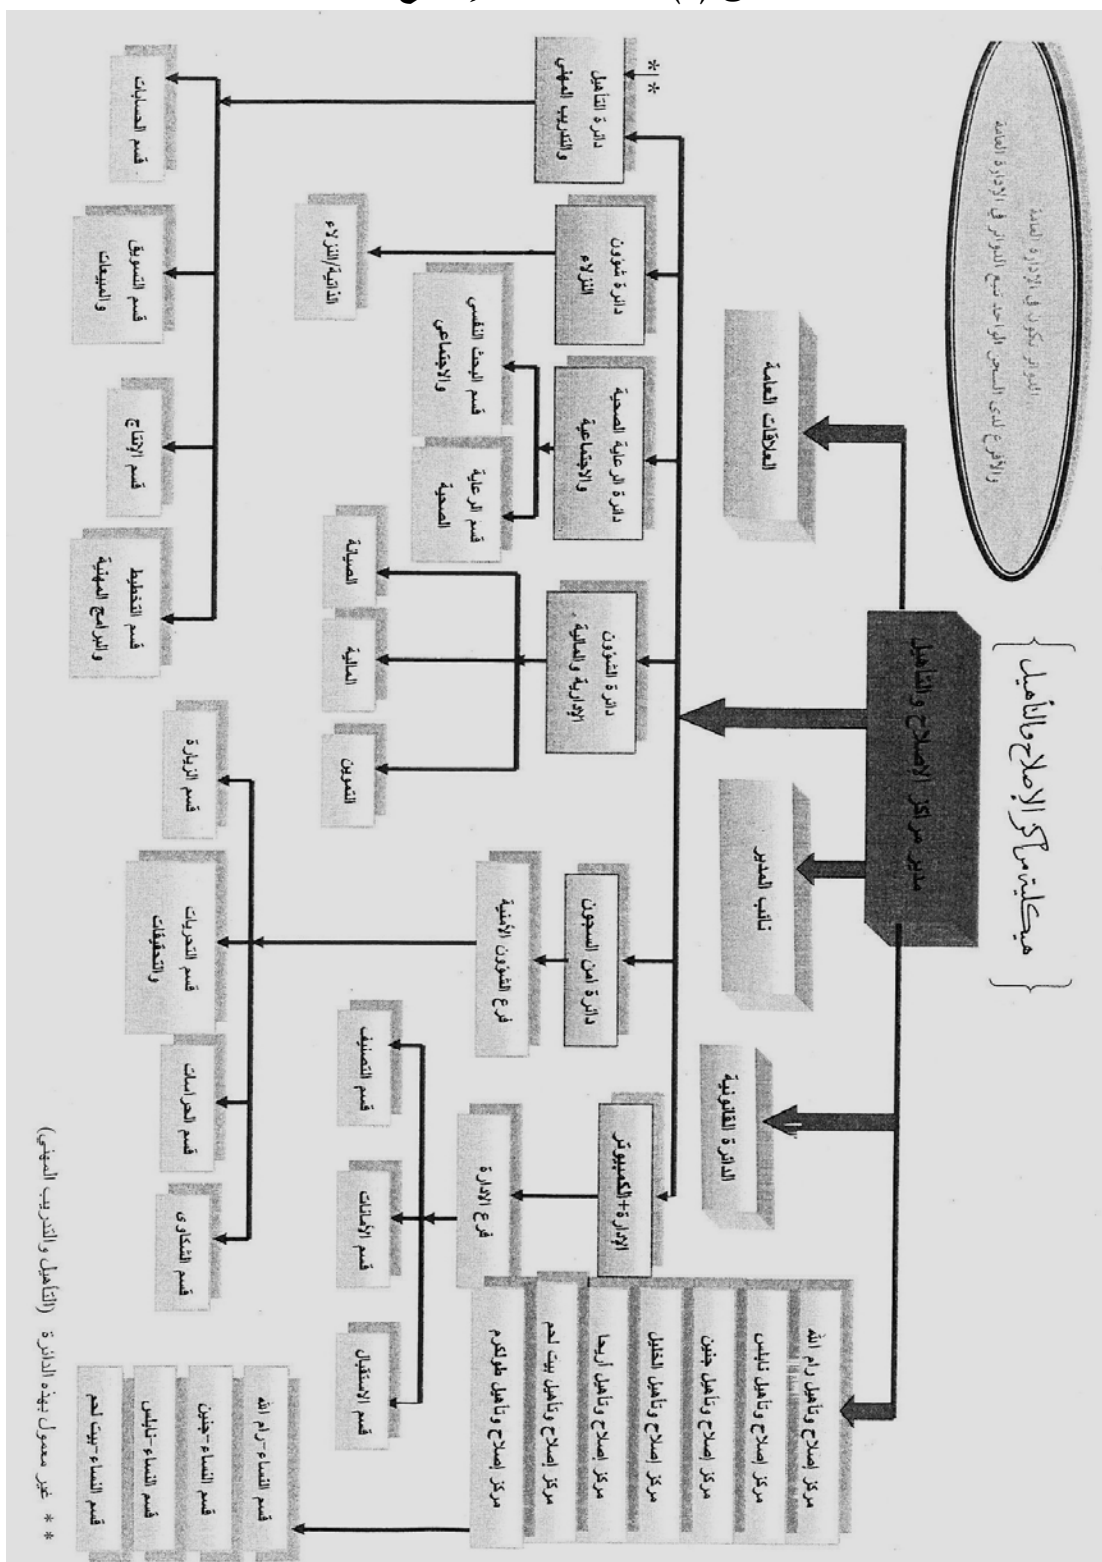 {هيكلية مراكز الإصلاح والتأهيل}
الدوائر تكون في الإدارة العامة
والأفرع لدى السجن الواحد تتبع الدوائر في الإدارة العامة
مدير مراكز الإصلاح والتأهيل
العلاقات العامة
نائب المدير
الدائرة القانونية
**
دائرة التأهيل
والتدريب المهني
دائرة شؤون
النزلاء
دائرة الرعاية الصحية
والاجتماعية
دائرة الشؤون
الإدارية والمالية
دائرة امن السجون
الإدارة+الكمبيوتر
الذاتية/النزلاء
قسم البحث النفسي
والاجتماعي
قسم الرعاية
الصحية
الصيانة
المالية
التموين
فرع الشؤون الأمنية
فرع الادارة
قسم التصنيف
قسم الأمانات
قسم الاستقبال
قسم الحسابات
قسم التسويق
والمبيعات
قسم الإنتاج
قسم التخطيط
والبرامج المهنية
قسم الزيارة
قسم التحريات
والتحقيقات
قسم الحراسات
قسم الشكاوى
مركز إصلاح وتأهيل رام الله
مركز إصلاح وتأهيل نابلس
مركز إصلاح وتأهيل جنين
مركز إصلاح وتأهيل الخليل
مركز إصلاح وتأهيل أريحا
مركز إصلاح وتأهيل بيت لحم
مركز إصلاح وتأهيل طولكرم
قسم النساء-رام الله
قسم النساء-جنين
قسم النساء-نابلس
قسم النساء-بيت لحم
** غير معمول بهذه الدائرة (التأهيل والتدريب المهني)